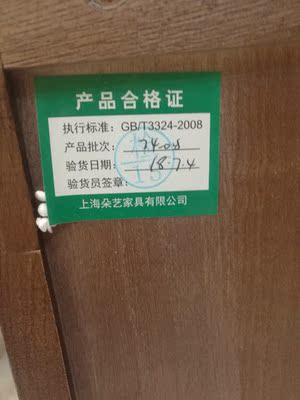 产品合格证
执行标准：GB/T3324-2008
产品批次：7408
验货日期：18.7.4
验货员签章：
上海朵艺家具有限公司